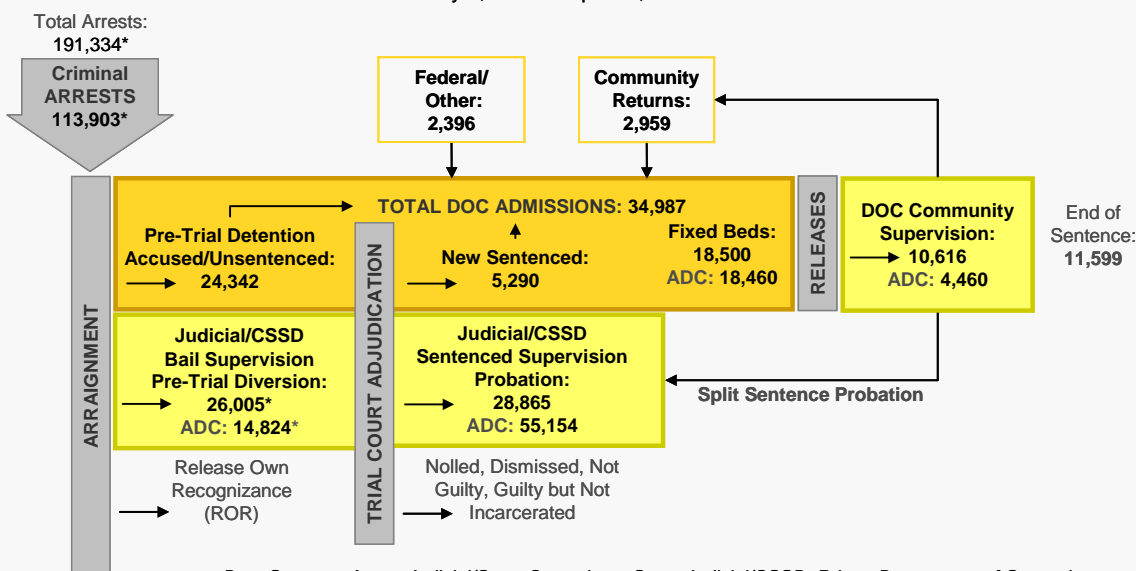 Total Arrests:
191,334*
Criminal
ARRESTS
113,903*
Federal/
Other:
2,396
Community
Returns:
2,959
ARRAIGNMENT
TOTAL DOC ADMISSIONS: 34,987
Pre-Trial Detention
Accused/Unsentenced:
24,342
TRIAL COURT ADJUDICATION
New Sentenced:
5,290
Fixed Beds:
18,500
ADC: 18,460
RELEASES
DOC Community
Supervision:
10,616
ADC: 4,460
End of
Sentence:
11,599
Judicial/CSSD
Bail Supervision
Pre-Trial Diversion:
26,005*
ADC: 14,824*
Judicial/CSSD
Sentenced Supervision
Probation:
28,865
ADC: 55,154
Split Sentence Probation
Release Own
Recognizance
(ROR)
Nolled, Dismissed, Not
Guilty, Guilty but Not
Incarcerated